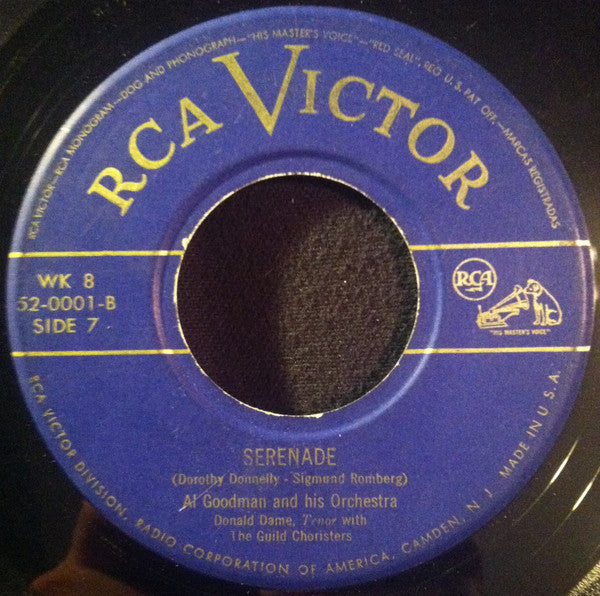 RCA VICTOR—RCA MONOGRAM—DOG AND PHONOGRAPH—"HIS MASTER'S VOICE"—"RED SEAL", REG. U. S. PAT. OFF.—MARCAS REGISTRADAS
RCA VICTOR
WK 8
52-0001-B
SIDE 7
RCA
"HIS MASTER'S VOICE"
SERENADE
(Dorothy Donnelly - Sigmund Romberg)
Al Goodman and his Orchestra
Donald Dame, Tenor with
The Guild Choristers
RCA VICTOR DIVISION, RADIO CORPORATION OF AMERICA, CAMDEN, N. J. MADE IN U.S.A.